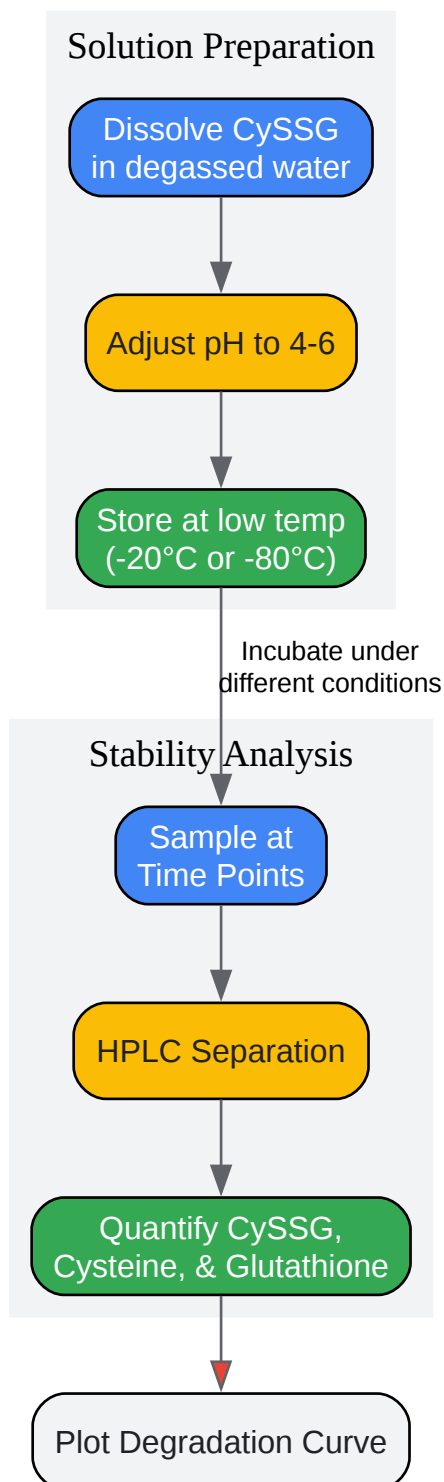 Solution Preparation
Dissolve CySSG
in degassed water
Adjust pH to 4-6
Store at low temp
(-20°C or -80°C)
Incubate under
different conditions
Stability Analysis
Sample at
Time Points
HPLC Separation
Quantify CySSG,
Cysteine, & Glutathione
Plot Degradation Curve